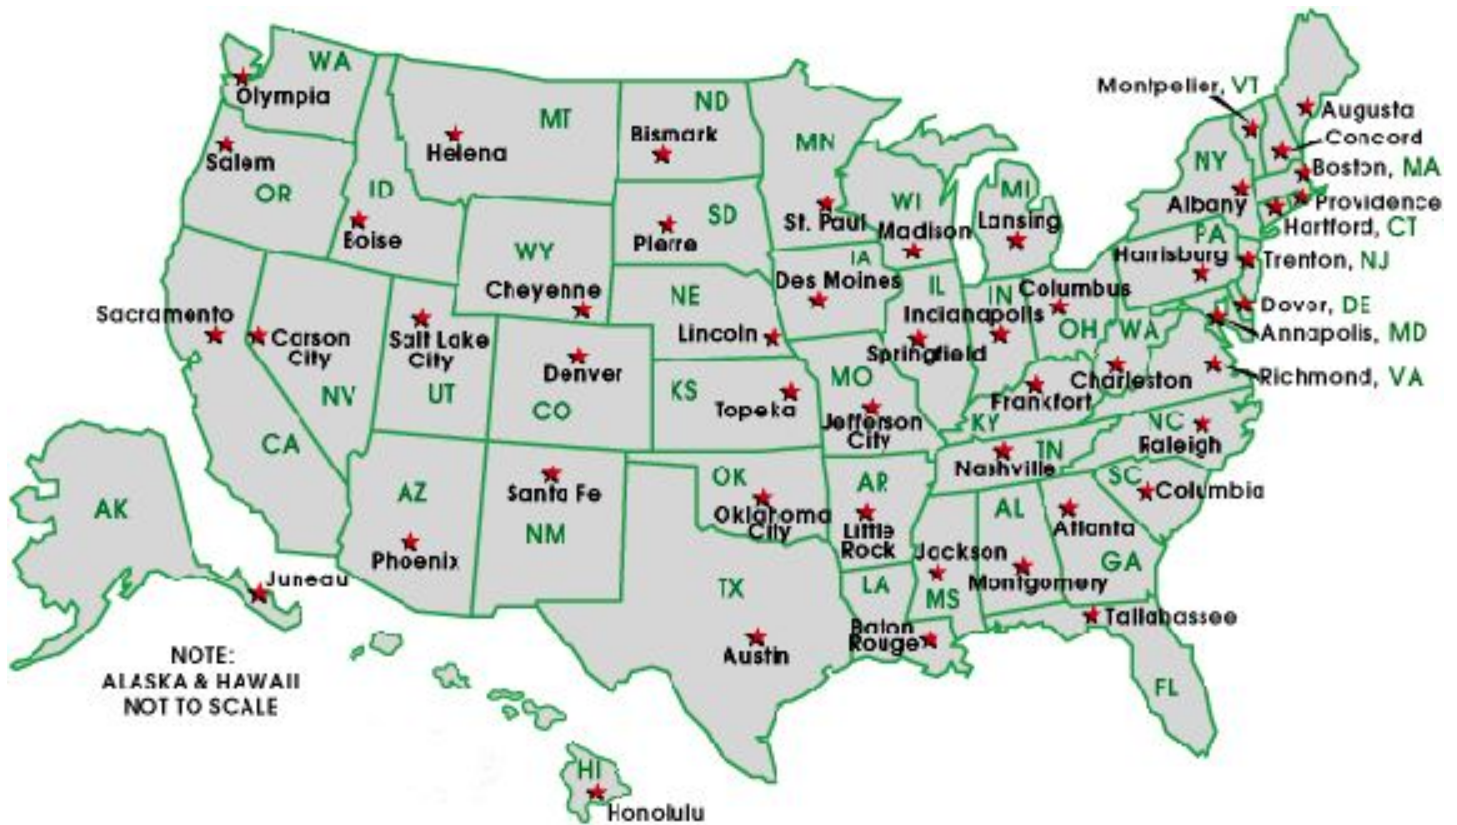 WA
Olympia
MT
ND
Bismark
Helena
MN
Montpelier, VT
Augusta
Concord
Boston, MA
Salem
OR
ID
Boise
SD
Pierre
St. Paul
WI
Madison
MI
Lansing
NY
Albany
Providence
Hartford, CT
PA
Harrisburg
Trenton, NJ
WY
Cheyenne
NE
Lincoln
IA
Des Moines
IL
Springfield
IN
Indianapolis
Columbus
OH
WA
Dover, DE
Annapolis, MD
Sacramento
Carson
City
NV
Salt Lake
City
UT
Denver
CO
KS
Topeka
MO
Jefferson
City
Frankfort
KY
Charleston
Richmond, VA
CA
AZ
Phoenix
Santa Fe
NM
OK
Oklahoma
City
AR
Little
Rock
Nashville
TN
NC
Raleigh
SC
Columbia
AK
Juneau
TX
Austin
LA
Baton
Rouge
Jackson
MS
AL
Montgomery
Atlanta
GA
Tallahassee
FL
NOTE:
ALASKA & HAWAII
NOT TO SCALE
HI
Honolulu